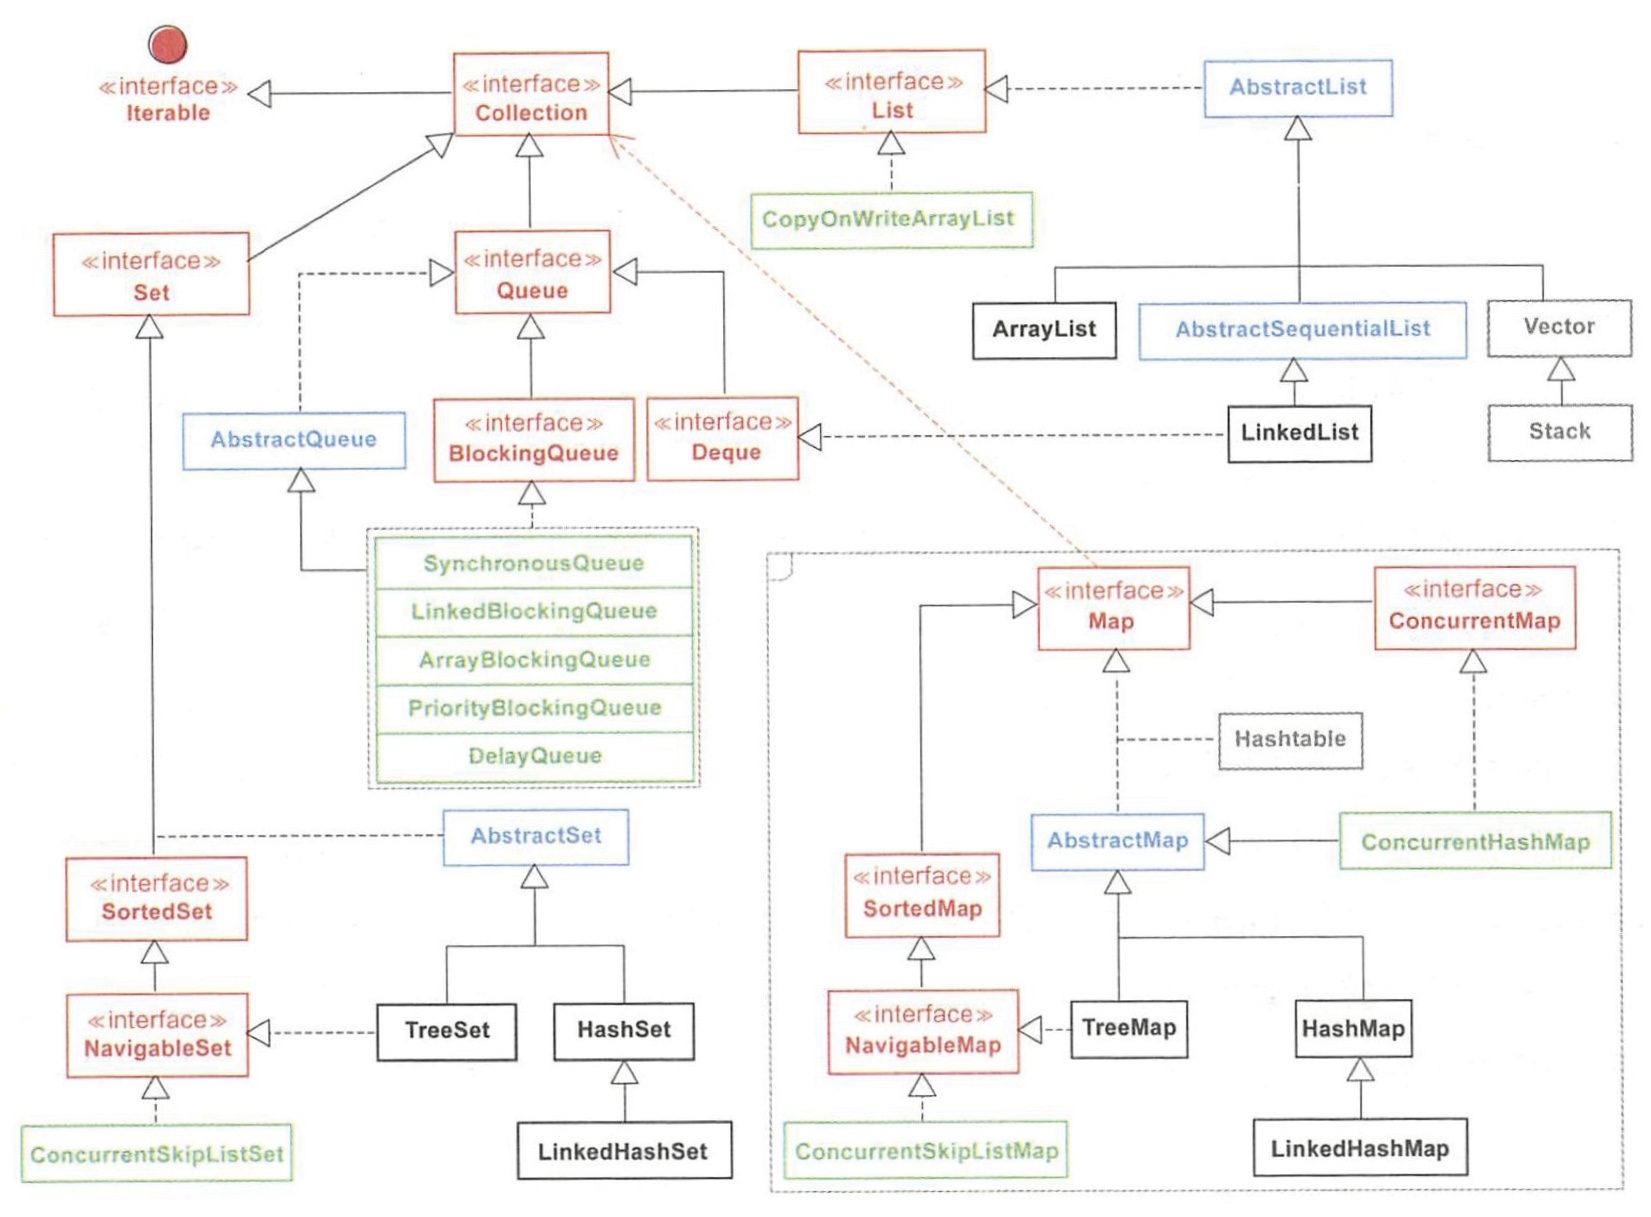 ≪interface≫
Iterable
≪interface≫
Collection
≪interface≫
List
AbstractList
CopyOnWriteArrayList
≪interface≫
Set
≪interface≫
Queue
ArrayList
AbstractSequentialList
Vector
AbstractQueue
≪interface≫
BlockingQueue
≪interface≫
Deque
LinkedList
Stack
SynchronousQueue
LinkedBlockingQueue
ArrayBlockingQueue
PriorityBlockingQueue
DelayQueue
≪interface≫
Map
≪interface≫
ConcurrentMap
Hashtable
AbstractSet
AbstractMap
ConcurrentHashMap
≪interface≫
SortedSet
≪interface≫
SortedMap
≪interface≫
NavigableSet
TreeSet
HashSet
≪interface≫
NavigableMap
TreeMap
HashMap
ConcurrentSkipListSet
LinkedHashSet
ConcurrentSkipListMap
LinkedHashMap